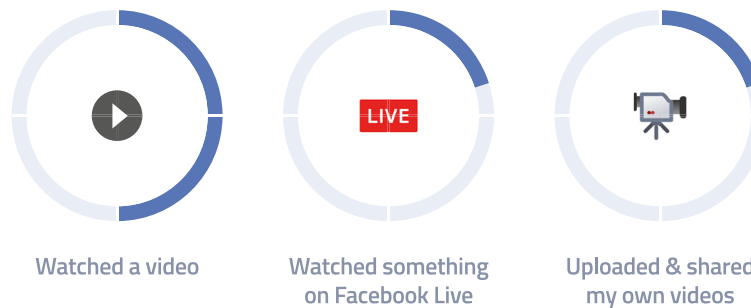 LIVE
Watched a video
Watched something
on Facebook Live
Uploaded & shared
my own videos